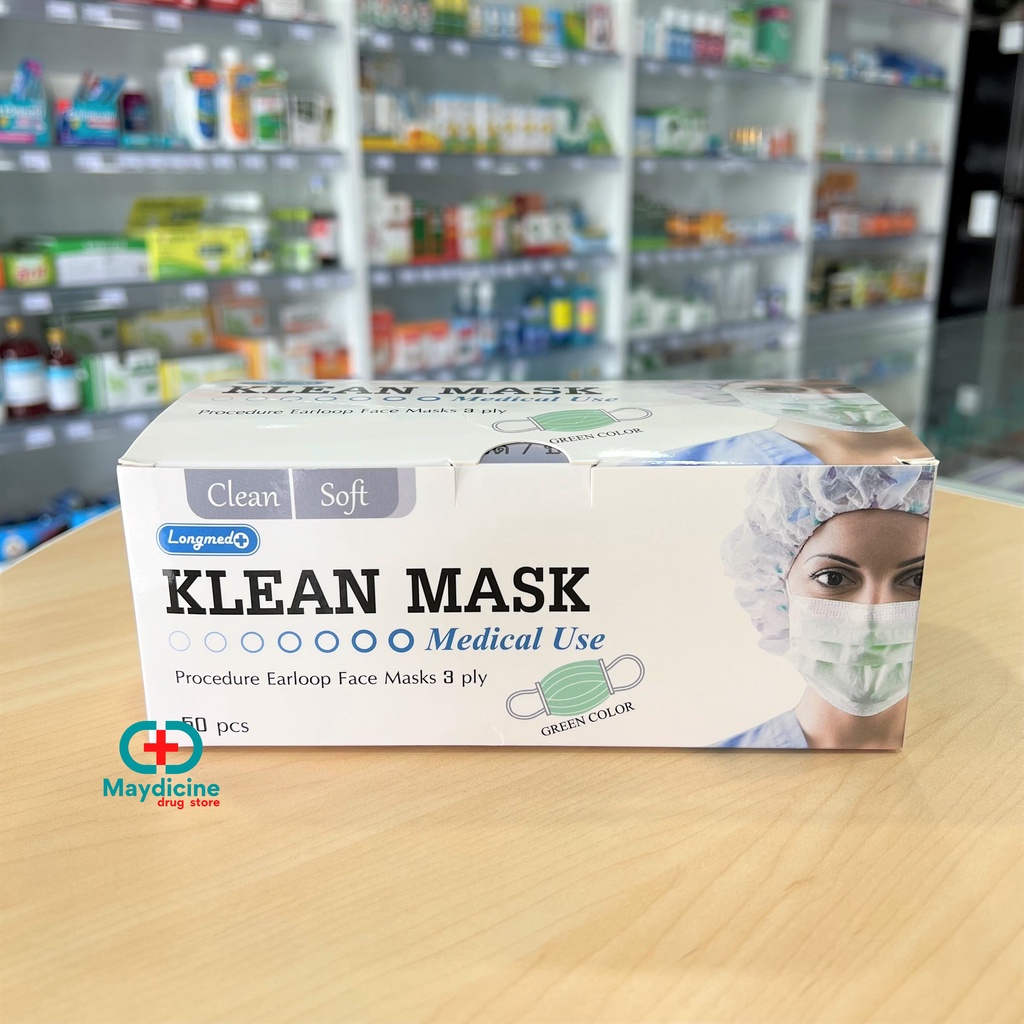 KLEAN MASK
Medical Use
Procedure Earloop Face Masks 3 ply
GREEN COLOR
Clean Soft
Longmed
KLEAN MASK
Medical Use
Procedure Earloop Face Masks 3 ply
GREEN COLOR
50 pcs
Maydicine
drug store